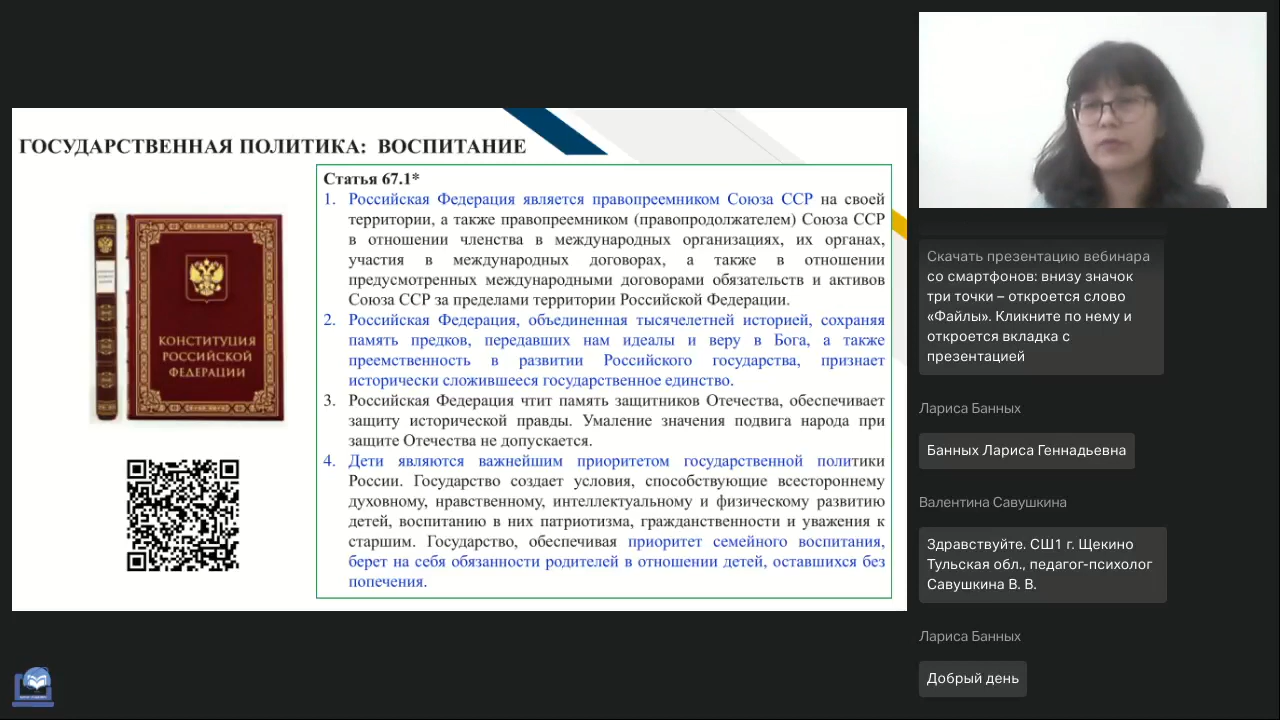 ГОСУДАРСТВЕННАЯ ПОЛИТИКА: ВОСПИТАНИЕ
КОНСТИТУЦИЯ
РОССИЙСКОЙ
ФЕДЕРАЦИИ
Статья 67.1*
1. Российская Федерация является правопреемником Союза ССР на своей
территории, а также правопреемником (правопродолжателем) Союза ССР
в отношении членства в международных организациях, их органах,
участия в международных договорах, а также в отношении
предусмотренных международными договорами обязательств и активов
Союза ССР за пределами территории Российской Федерации.
2. Российская Федерация, объединенная тысячелетней историей, сохраняя
память предков, передавших нам идеалы и веру в Бога, а также
преемственность в развитии Российского государства, признает
исторически сложившееся государственное единство.
3. Российская Федерация чтит память защитников Отечества, обеспечивает
защиту исторической правды. Умаление значения подвига народа при
защите Отечества не допускается.
4. Дети являются важнейшим приоритетом государственной политики
России. Государство создает условия, способствующие всестороннему
духовному, нравственному, интеллектуальному и физическому развитию
детей, воспитанию в них патриотизма, гражданственности и уважения к
старшим. Государство, обеспечивая приоритет семейного воспитания,
берет на себя обязанности родителей в отношении детей, оставшихся без
попечения.
Скачать презентацию вебинара
со смартфонов: внизу значок
три точки – откроется слово
«Файлы». Кликните по нему и
откроется вкладка с
презентацией
Лариса Банных
Банных Лариса Геннадьевна
Валентина Савушкина
Здравствуйте. СШ1 г. Щекино
Тульская обл., педагог-психолог
Савушкина В. В.
Лариса Банных
Добрый день